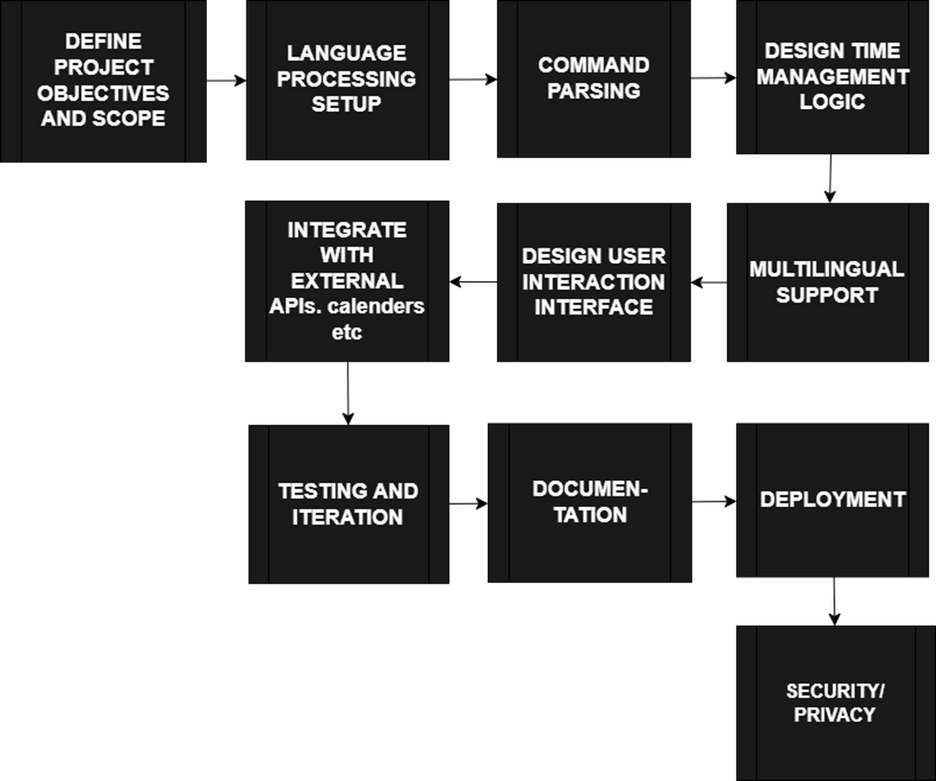 DEFINE
PROJECT
OBJECTIVES
AND SCOPE
LANGUAGE
PROCESSING
SETUP
COMMAND
PARSING
DESIGN TIME
MANAGEMENT
LOGIC
MULTILINGUAL
SUPPORT
DESIGN USER
INTERACTION
INTERFACE
INTEGRATE
WITH
EXTERNAL
APIs. calenders
etc
TESTING AND
ITERATION
DOCUMEN-
TATION
DEPLOYMENT
SECURITY/
PRIVACY